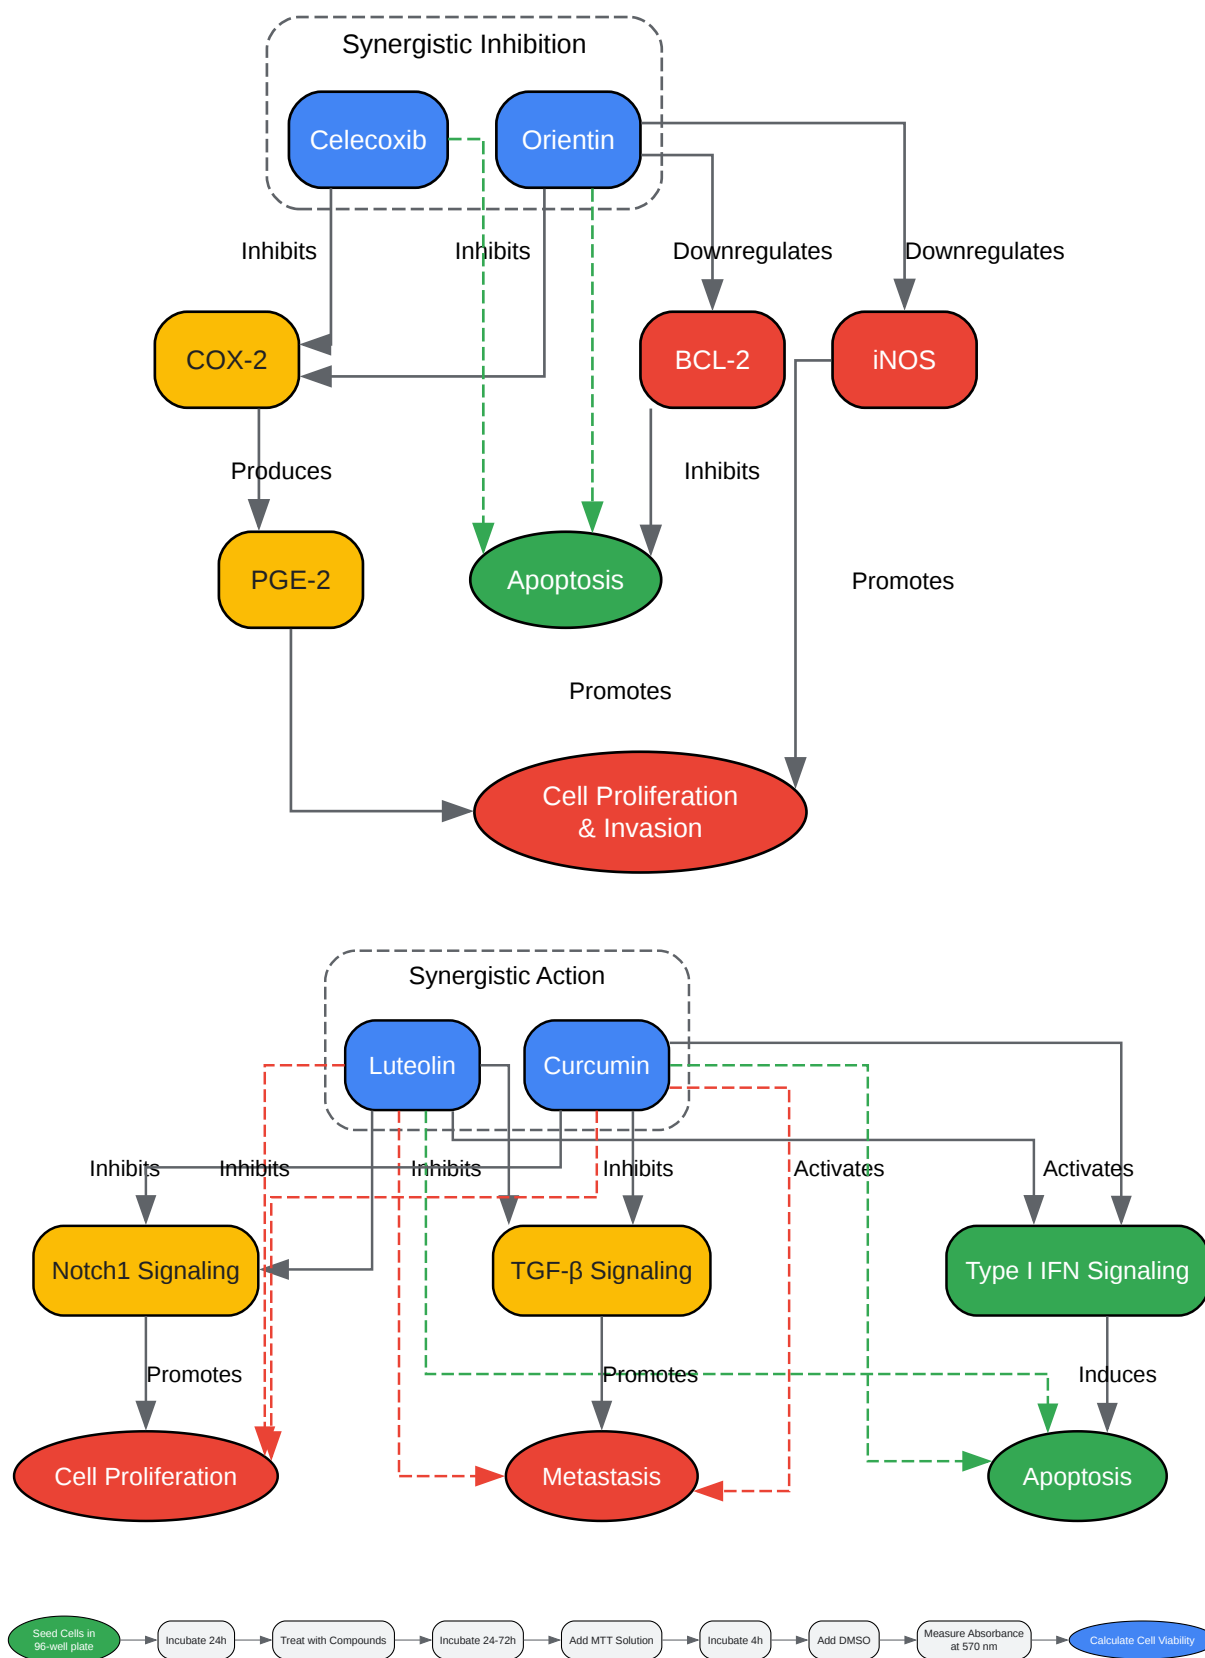 Synergistic Inhibition
Celecoxib
Orientin
Inhibits
Inhibits
Downregulates
Downregulates
COX-2
BCL-2
iNOS
Produces
Inhibits
PGE-2
Apoptosis
Promotes
Promotes
Cell Proliferation
& Invasion
Synergistic Action
Luteolin
Curcumin
Inhibits
Inhibits
Inhibits
Inhibits
Activates
Activates
Notch1 Signaling
TGF-β Signaling
Type I IFN Signaling
Promotes
Promotes
Induces
Cell Proliferation
Metastasis
Apoptosis
Seed Cells in
96-well plate
Incubate 24h
Treat with Compounds
Incubate 24-72h
Add MTT Solution
Incubate 4h
Add DMSO
Measure Absorbance
at 570 nm
Calculate Cell Viability